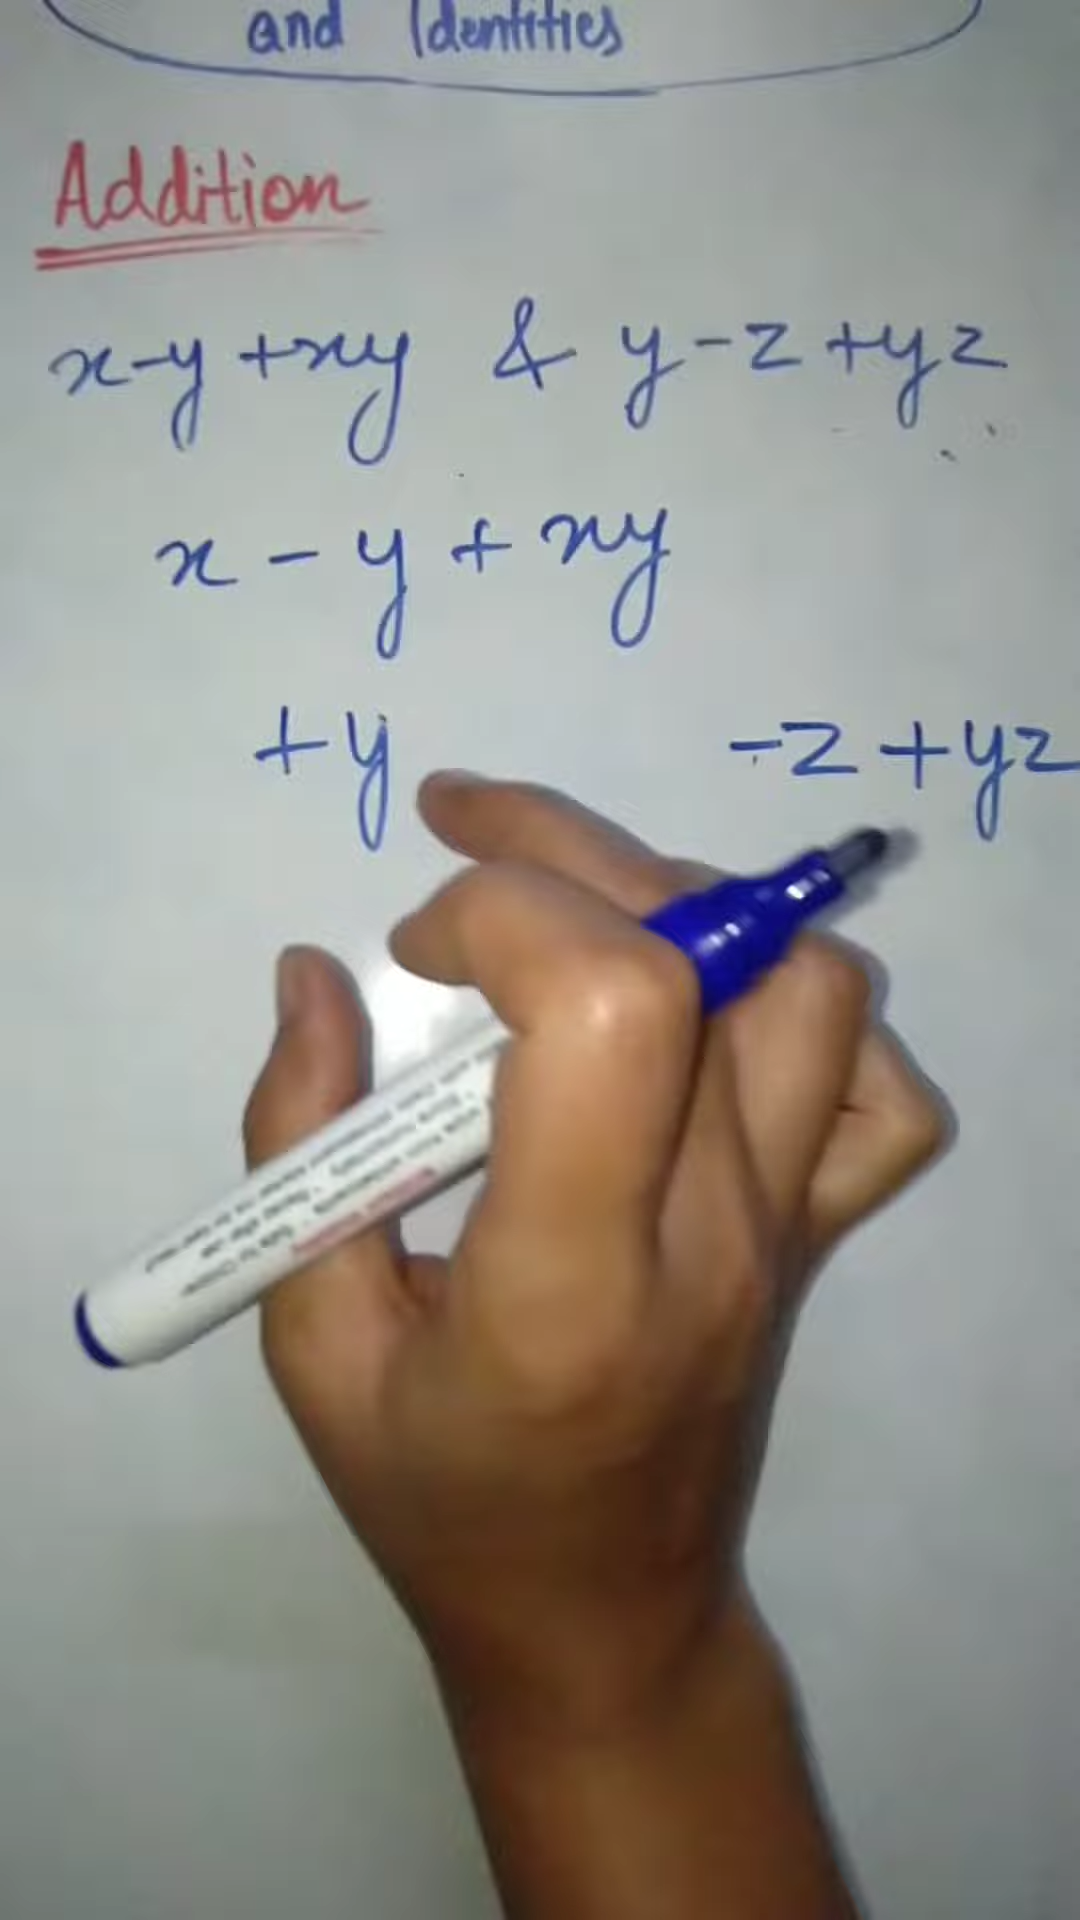 and Identities
Addition
x-y+xy & y-z+yz
x - y + xy
+y -z+yz